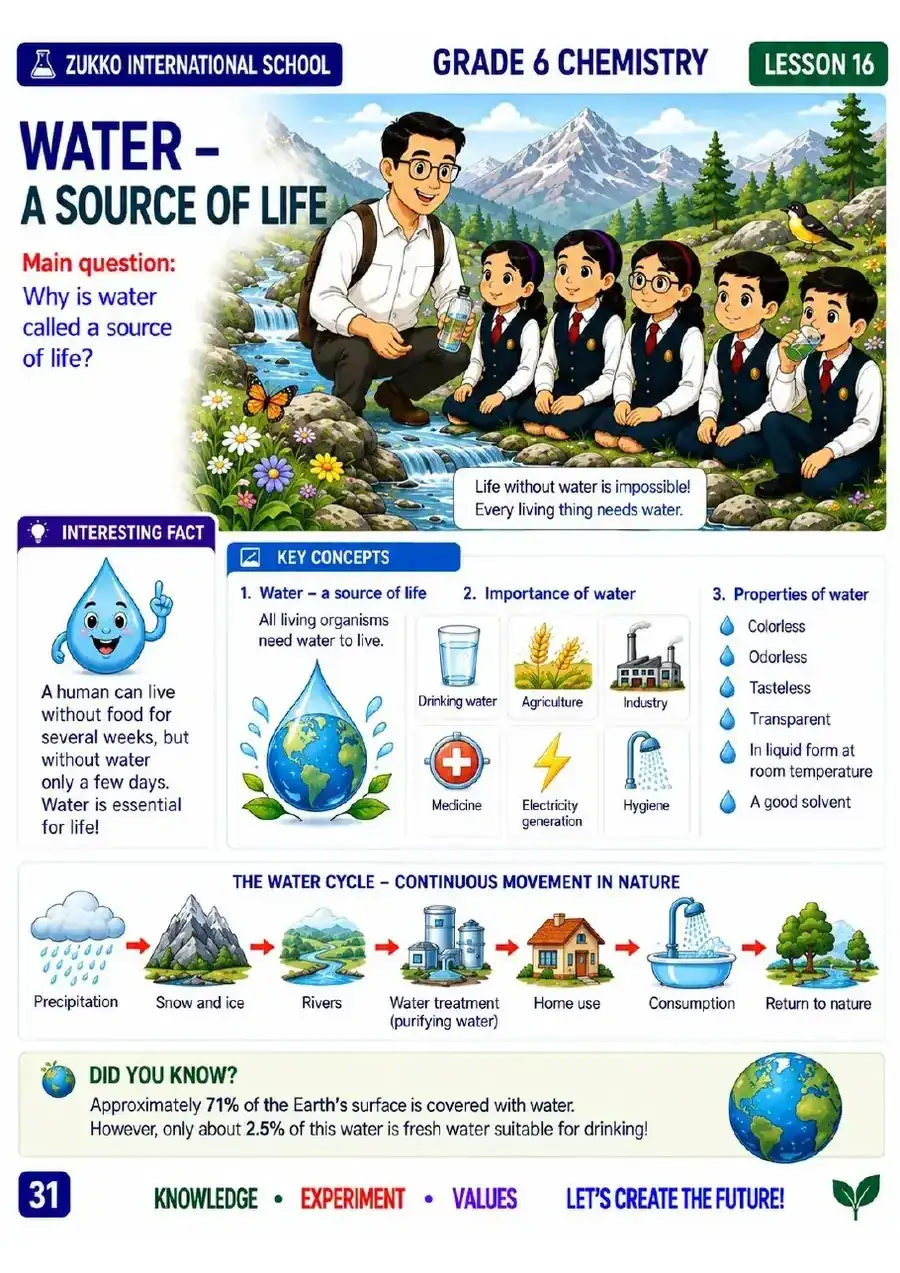 ZUKKO INTERNATIONAL SCHOOL
GRADE 6 CHEMISTRY
LESSON 16
WATER –
A SOURCE OF LIFE
Main question:
Why is water
called a source
of life?
Life without water is impossible!
Every living thing needs water.
INTERESTING FACT
A human can live
without food for
several weeks, but
without water
only a few days.
Water is essential
for life!
KEY CONCEPTS
1. Water – a source of life
All living organisms
need water to live.
2. Importance of water
Drinking water
Agriculture
Industry
Medicine
Electricity
generation
Hygiene
3. Properties of water
Colorless
Odorless
Tasteless
Transparent
In liquid form at
room temperature
A good solvent
THE WATER CYCLE – CONTINUOUS MOVEMENT IN NATURE
Precipitation
Snow and ice
Rivers
Water treatment
(purifying water)
Home use
Consumption
Return to nature
DID YOU KNOW?
Approximately 71% of the Earth's surface is covered with water.
However, only about 2.5% of this water is fresh water suitable for drinking!
31
KNOWLEDGE • EXPERIMENT • VALUES
LET'S CREATE THE FUTURE!